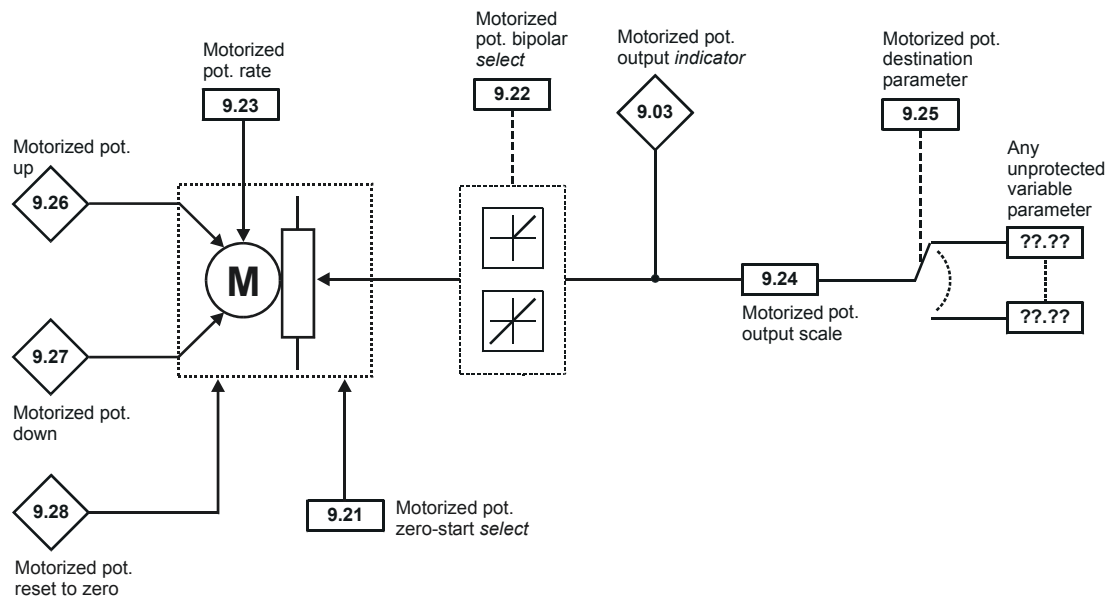 Motorized
pot. rate
9.23
Motorized
pot. bipolar
select
9.22
Motorized pot.
output indicator
9.03
Motorized pot.
destination
parameter
9.25
Any
unprotected
variable
parameter
??.??
??.??
Motorized pot.
up
9.26
M
9.24
Motorized pot.
output scale
9.27
Motorized pot.
down
9.28
Motorized pot.
reset to zero
9.21
Motorized pot.
zero-start select